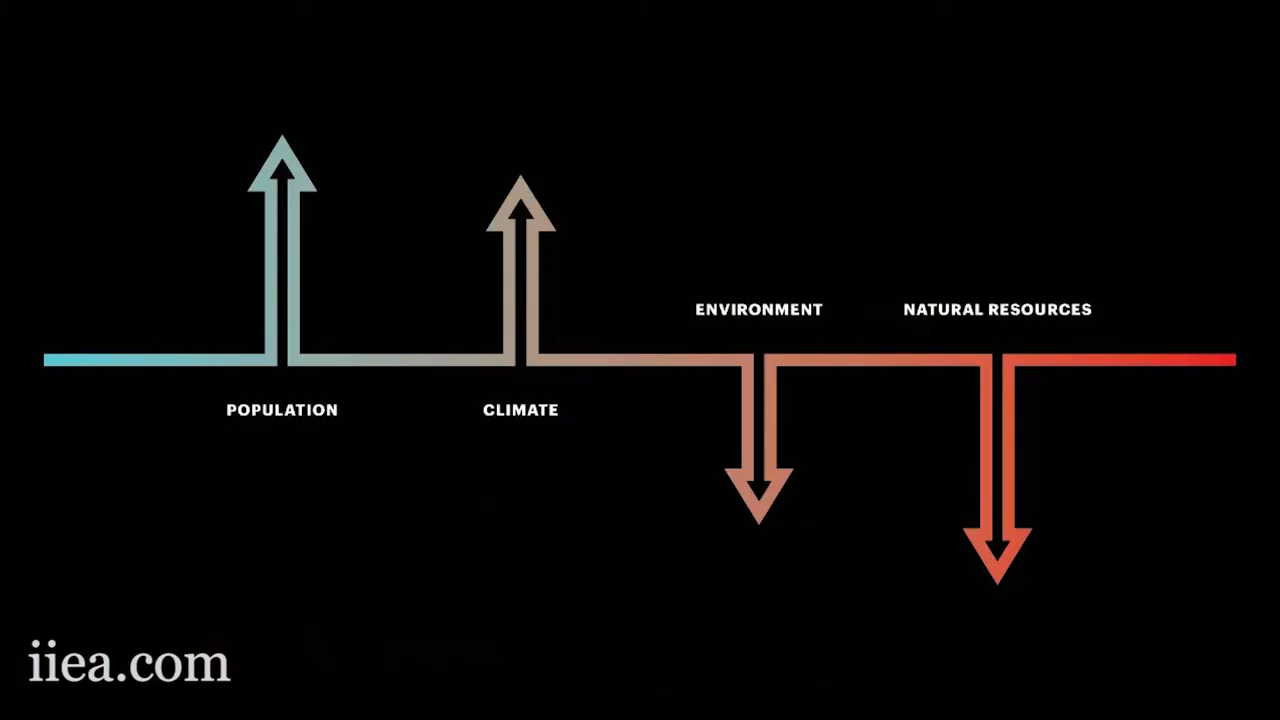 ENVIRONMENT
NATURAL RESOURCES
POPULATION
CLIMATE
iiea.com